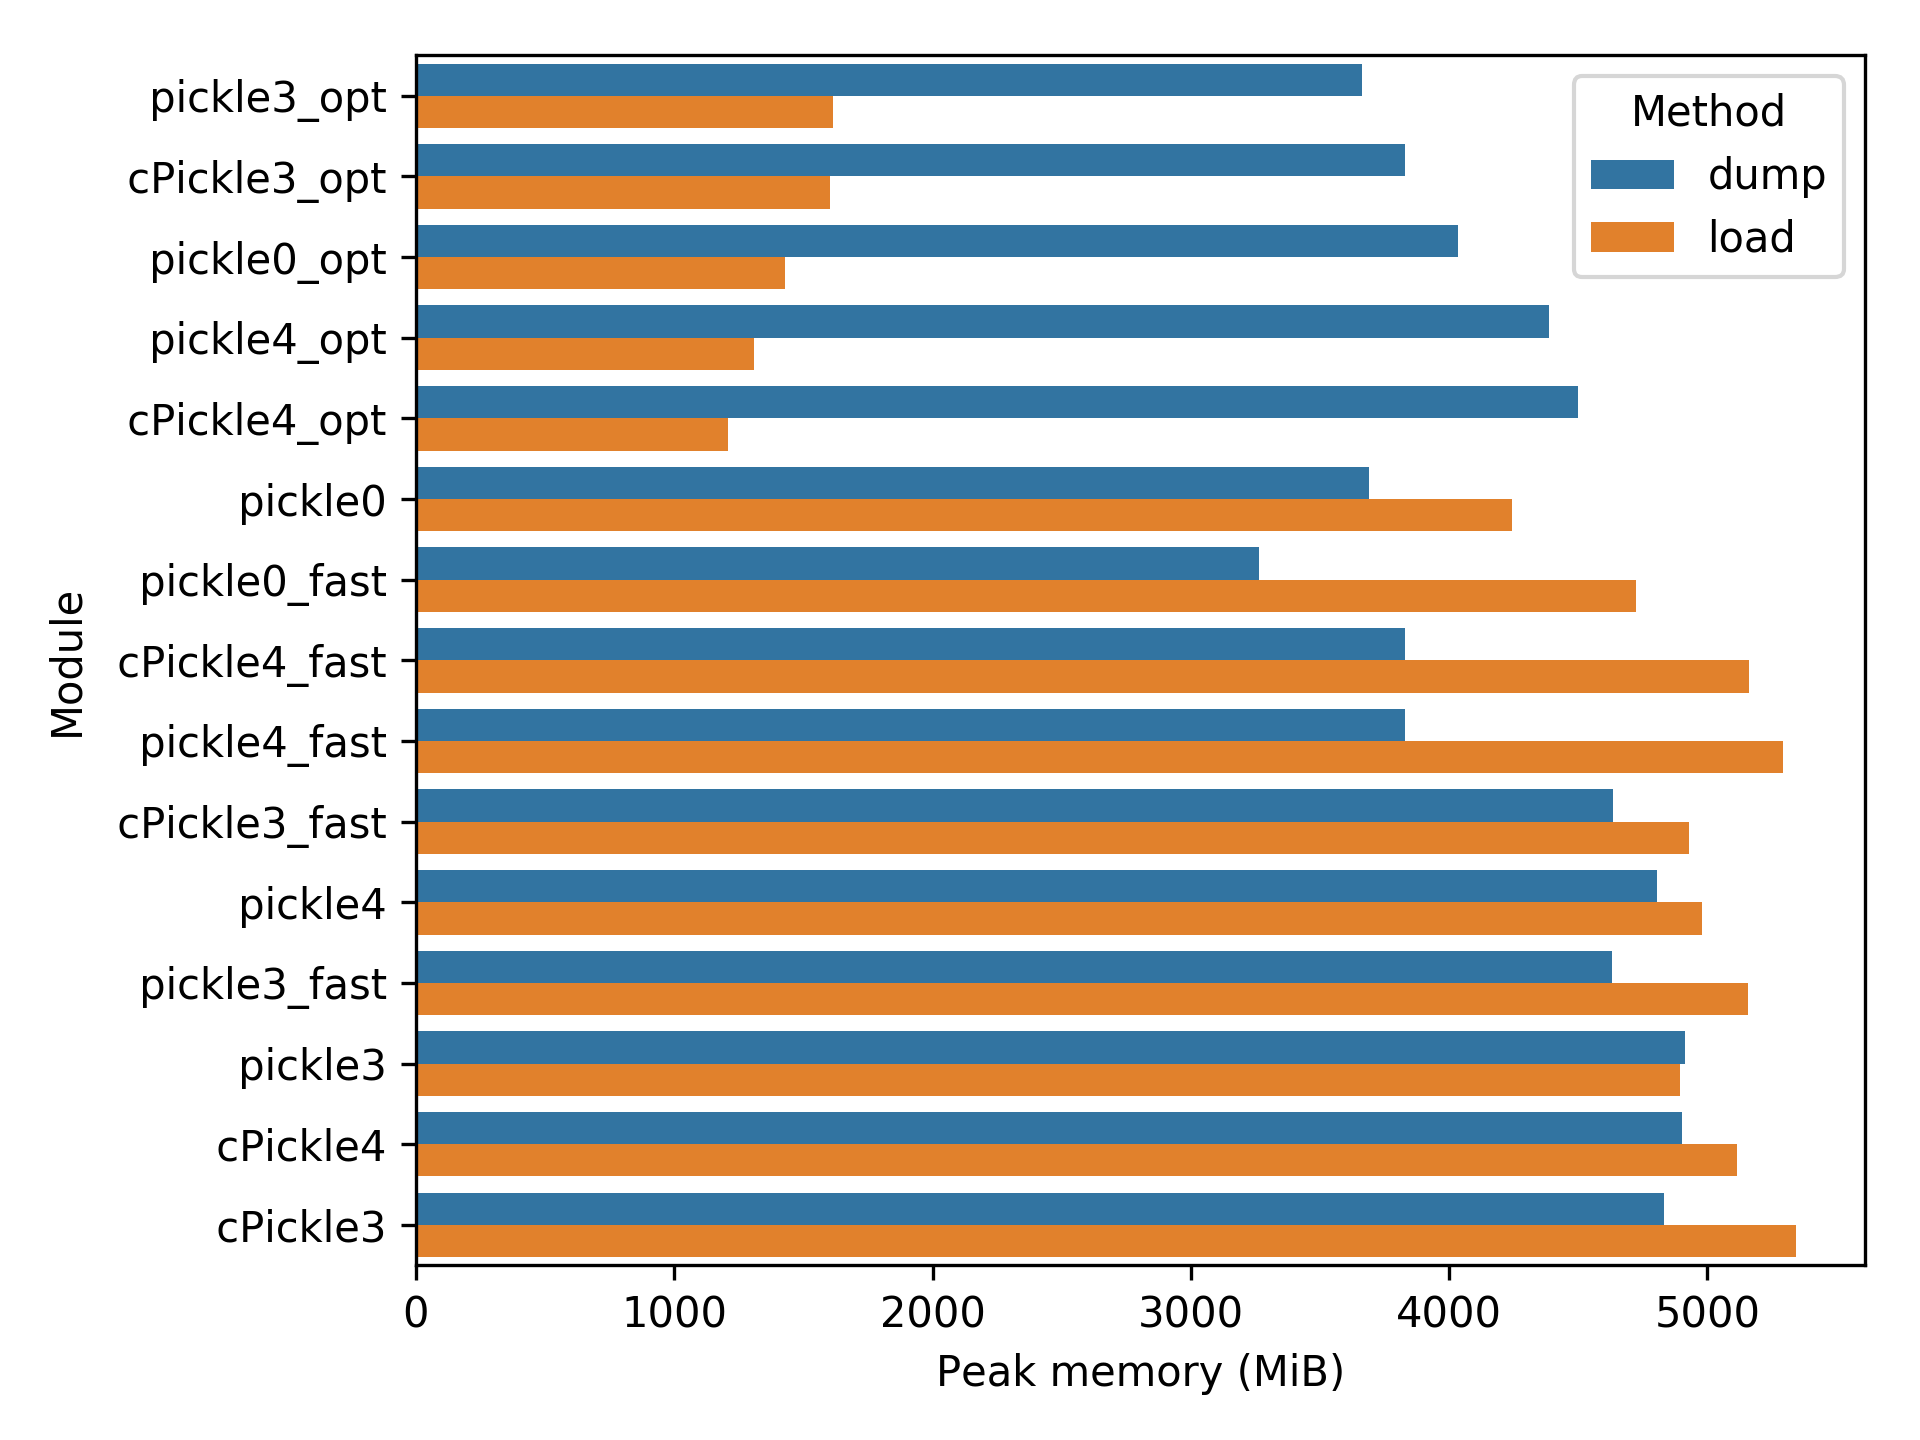 Method
dump
load
pickle3_opt
cPickle3_opt
pickle0_opt
pickle4_opt
cPickle4_opt
pickle0
pickle0_fast
cPickle4_fast
pickle4_fast
cPickle3_fast
pickle4
pickle3_fast
pickle3
cPickle4
cPickle3
Module
0 1000 2000 3000 4000 5000
Peak memory (MiB)